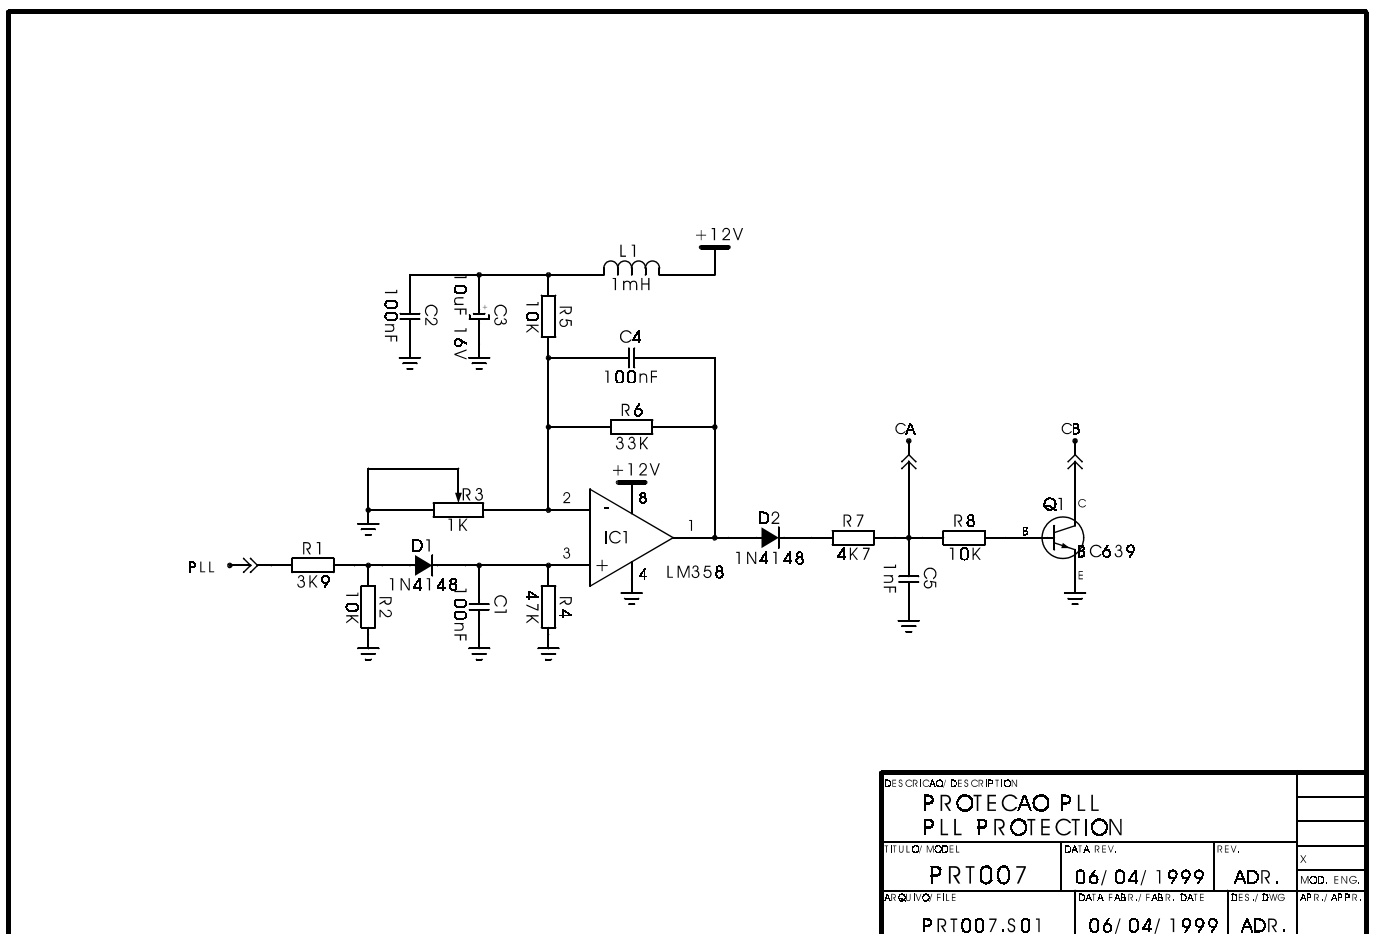 +12V
L1
1mH
100nF
C2
10uF 16V
C3
10K
R5
C4
100nF
R6
33K
+12V
8
CA
CB
R3
1K
2
-
IC1
1
3
+
4
LM358
D2
1N4148
R7
4K7
R8
10K
Q1
C
B
E
BC639
1nF
C5
PLL
R1
3K9
D1
1N4148
10K
R2
100nF
C1
47K
R4
DESCRICAO/ DESCRIPTION
PROTECAO PLL
PLL PROTECTION
TITULO/ MODEL
PRT007
DATA REV.
06/ 04/ 1999
REV.
ADR.
X
MOD. ENG.
ARQUIVO/ FILE
PRT007.S01
DATA FABR./ FABR. DATE
06/ 04/ 1999
DES./ DWG
ADR.
APR./ APPR.